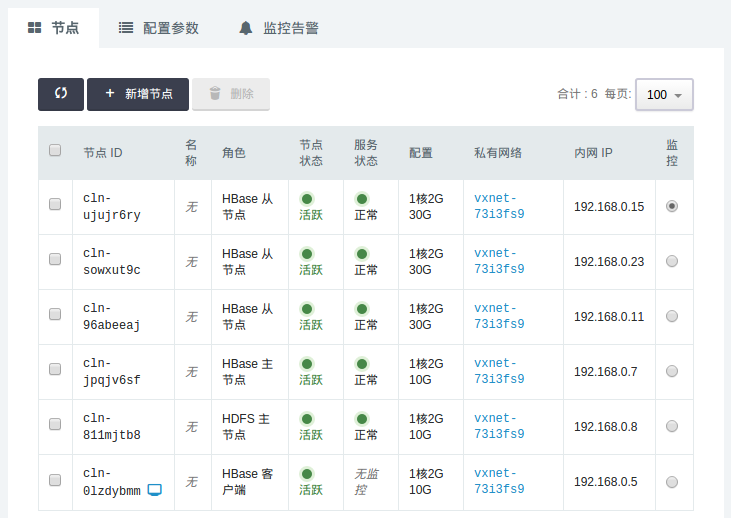 节点 配置参数 监控告警
+ 新增节点 删除 合计 : 6 每页: 100
节点 ID 名称 角色 节点状态 服务状态 配置 私有网络 内网 IP 监控
cln-ujujr6ry 无 HBase 从节点 活跃 正常 1核2G 30G vxnet-73i3fs9 192.168.0.15
cln-sowxut9c 无 HBase 从节点 活跃 正常 1核2G 30G vxnet-73i3fs9 192.168.0.23
cln-96abeeaj 无 HBase 从节点 活跃 正常 1核2G 30G vxnet-73i3fs9 192.168.0.11
cln-jpqjv6sf 无 HBase 主节点 活跃 正常 1核2G 10G vxnet-73i3fs9 192.168.0.7
cln-811mjtb8 无 HDFS 主节点 活跃 正常 1核2G 10G vxnet-73i3fs9 192.168.0.8
cln-0lzdybmm 无 HBase 客户端 活跃 无监控 1核2G 10G vxnet-73i3fs9 192.168.0.5